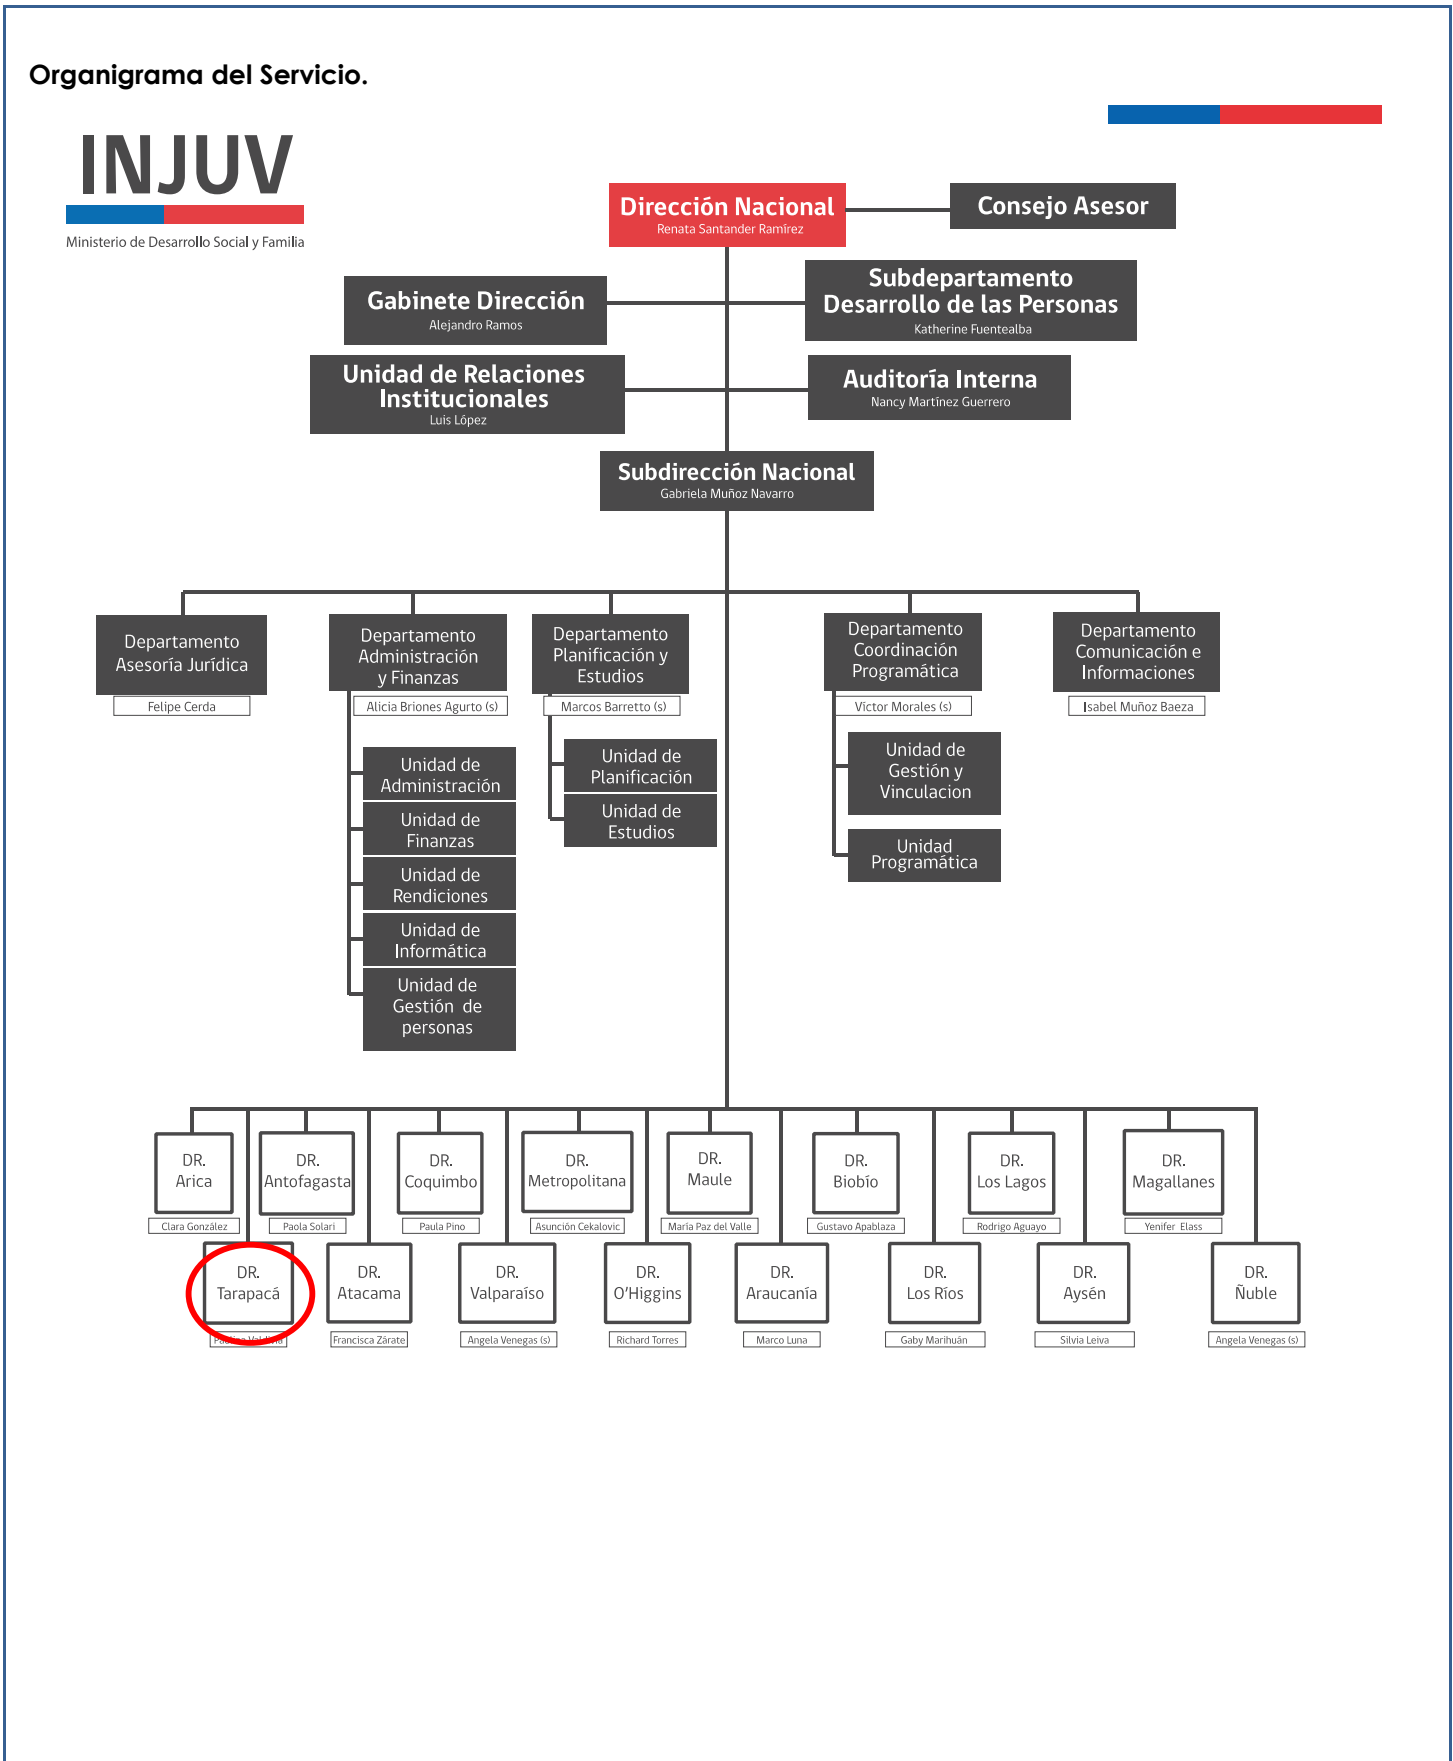 Organigrama del Servicio.
INJUV
Ministerio de Desarrollo Social y Familia
Dirección Nacional
Renata Santander Ramírez
Consejo Asesor
Gabinete Dirección
Alejandro Ramos
Subdepartamento
Desarrollo de las Personas
Katherine Fuentealba
Unidad de Relaciones
Institucionales
Luis López
Auditoría Interna
Nancy Martínez Guerrero
Subdirección Nacional
Gabriela Muñoz Navarro
Departamento
Asesoría Jurídica
Felipe Cerda
Departamento
Administración
y Finanzas
Alicia Briones Agurto (s)
Unidad de
Administración
Unidad de
Finanzas
Unidad de
Rendiciones
Unidad de
Informática
Unidad de
Gestión de
personas
Departamento
Planificación y
Estudios
Marcos Barretto (s)
Unidad de
Planificación
Unidad de
Estudios
Departamento
Coordinación
Programática
Victor Morales (s)
Unidad de
Gestión y
Vinculacion
Unidad
Programática
Departamento
Comunicación e
Informaciones
Isabel Muñoz Baeza
DR.
Arica
Clara González
DR.
Antofagasta
Paola Solari
DR.
Coquimbo
Paula Pino
DR.
Metropolitana
Asunción Cekalovic
DR.
Maule
María Paz del Valle
DR.
Biobío
Gustavo Apablaza
DR.
Los Lagos
Rodrigo Aguayo
DR.
Magallanes
Yenifer Elass
DR.
Tarapacá
Paulina Valdivia
DR.
Atacama
Francisca Zárate
DR.
Valparaíso
Angela Venegas (s)
DR.
O'Higgins
Richard Torres
DR.
Araucanía
Marco Luna
DR.
Los Ríos
Gaby Marihuán
DR.
Aysén
Silvia Leiva
DR.
Ñuble
Angela Venegas (s)